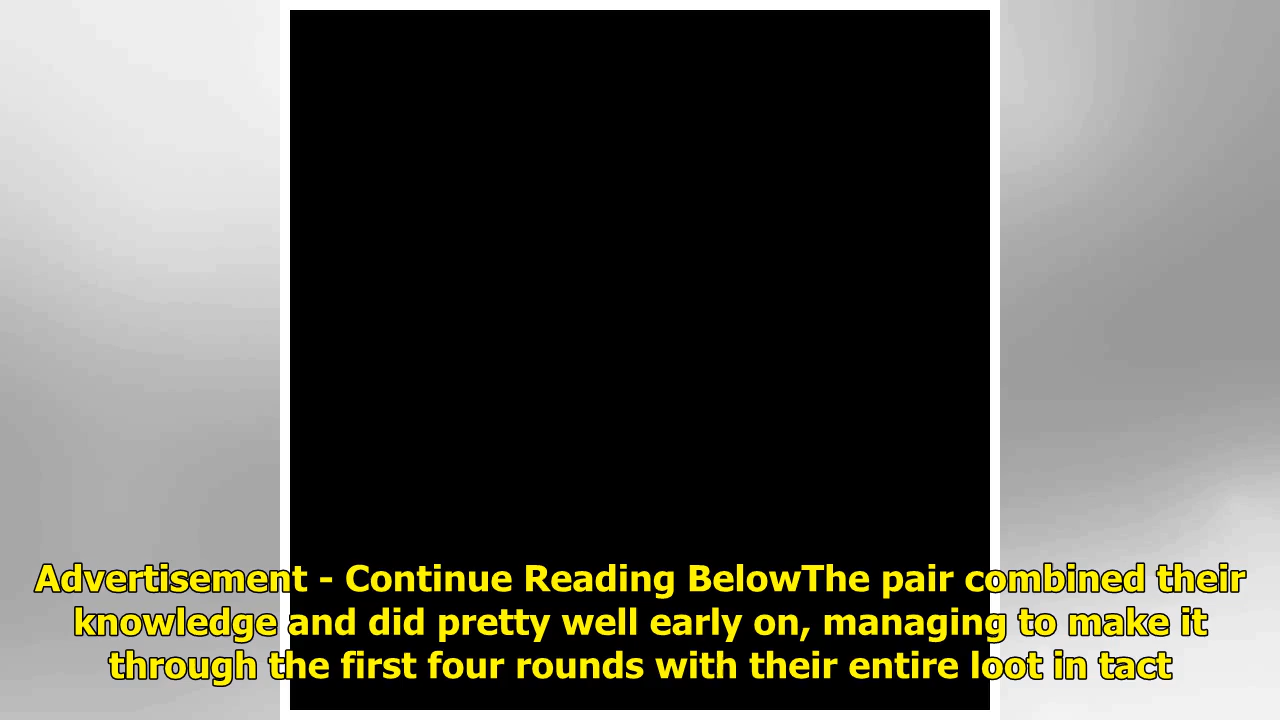 Advertisement - Continue Reading BelowThe pair combined their
knowledge and did pretty well early on, managing to make it
through the first four rounds with their entire loot in tact